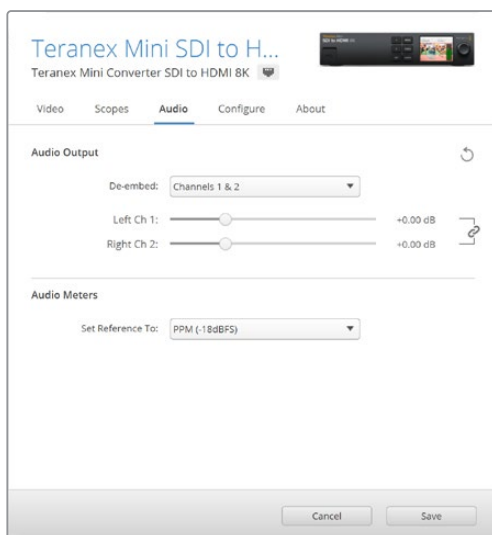 Teranex Mini SDI to H...
Teranex Mini Converter SDI to HDMI 8K
Video Scopes Audio Configure About
Audio Output
De-embed: Channels 1 & 2
Left Ch 1: +0.00 dB
Right Ch 2: +0.00 dB
Audio Meters
Set Reference To: PPM (-18dBFS)
Cancel Save